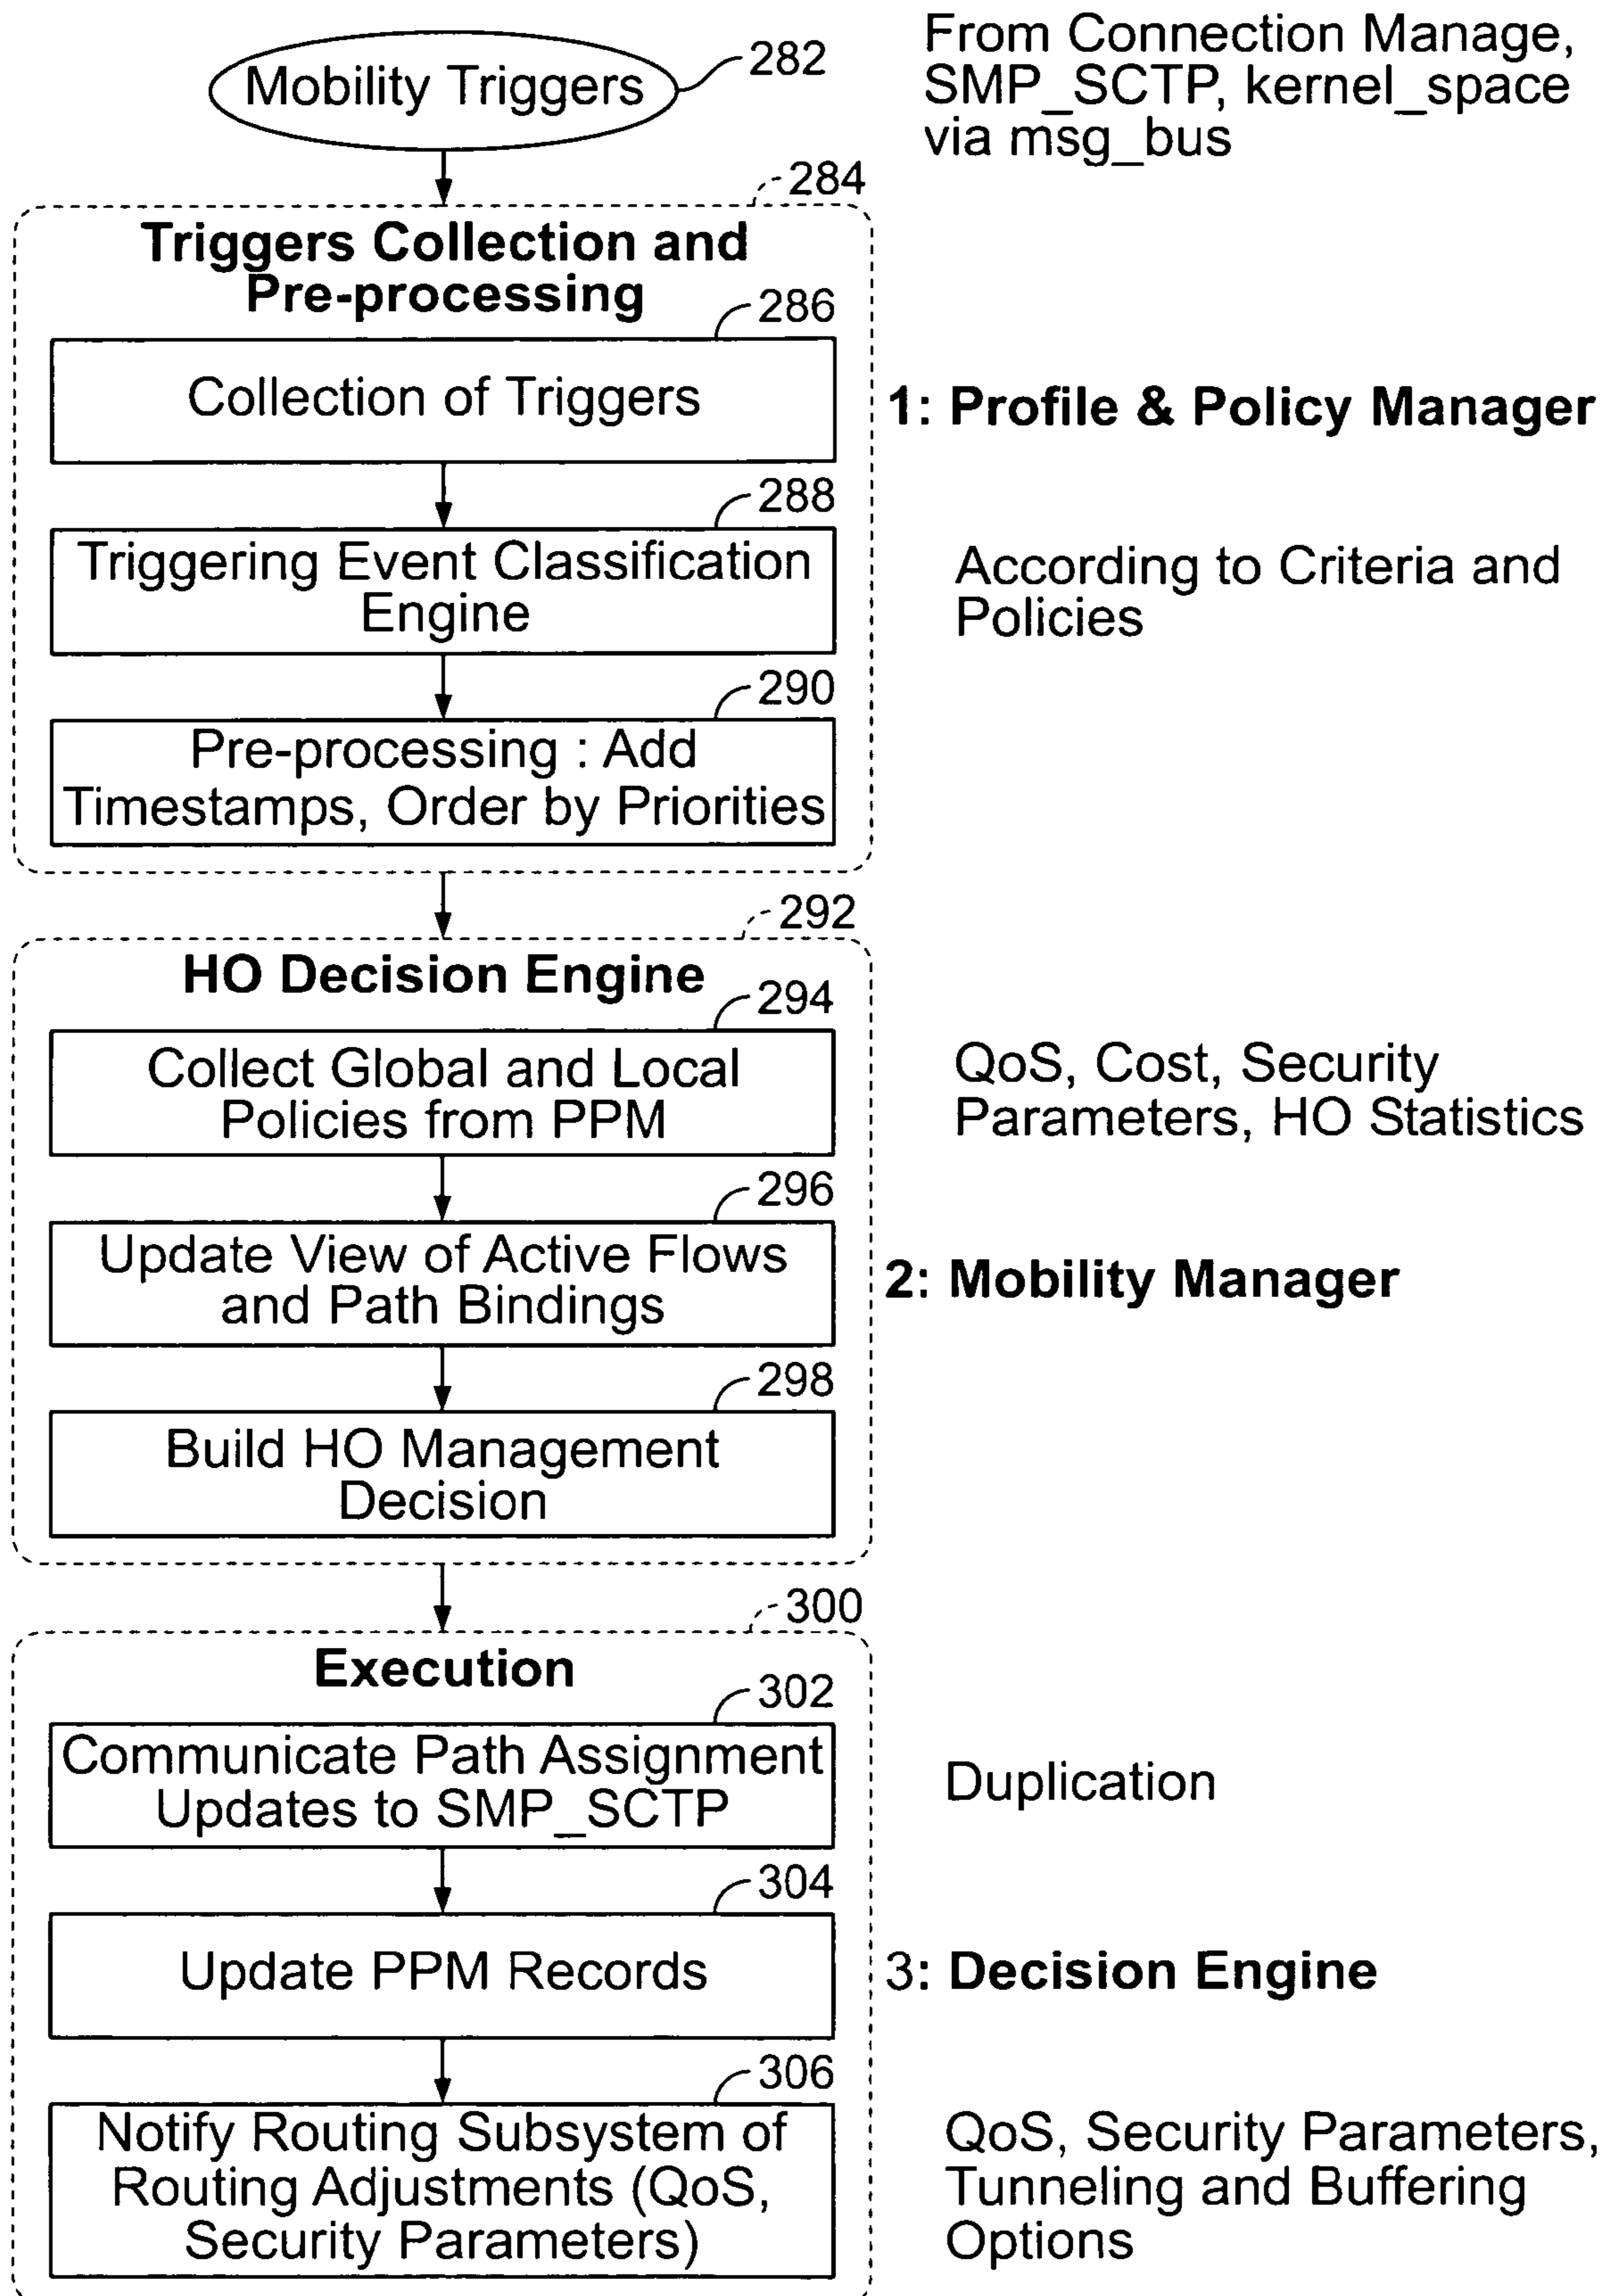 Mobility Triggers
282
From Connection Manage,
SMP_SCTP, kernel_space
via msg_bus
284
Triggers Collection and
Pre-processing
286
Collection of Triggers
1: Profile & Policy Manager
288
Triggering Event Classification
Engine
According to Criteria and
Policies
290
Pre-processing : Add
Timestamps, Order by Priorities
292
HO Decision Engine
294
Collect Global and Local
Policies from PPM
QoS, Cost, Security
Parameters, HO Statistics
296
Update View of Active Flows
and Path Bindings
2: Mobility Manager
298
Build HO Management
Decision
300
Execution
302
Communicate Path Assignment
Updates to SMP_SCTP
Duplication
304
Update PPM Records
3: Decision Engine
306
Notify Routing Subsystem of
Routing Adjustments (QoS,
Security Parameters)
QoS, Security Parameters,
Tunneling and Buffering
Options